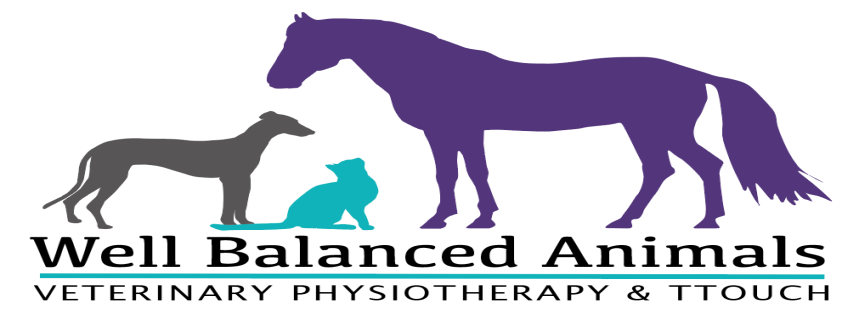 Well Balanced Animals
VETERINARY PHYSIOTHERAPY & TTOUCH